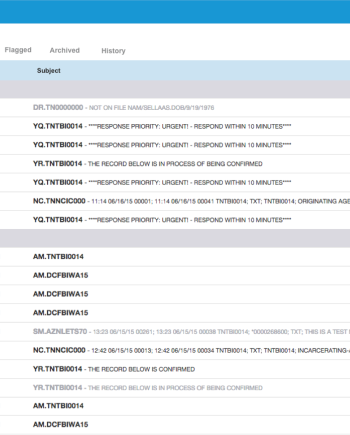 Flagged Archived History
Subject
DR.TN0000000 - NOT ON FILE NAM/SELLAAS.DOB/9/19/1976
YQ.TNTBI0014 - ****RESPONSE PRIORITY: URGENT! - RESPOND WITHIN 10 MINUTES****
YQ.TNTBI0014 - ****RESPONSE PRIORITY: URGENT! - RESPOND WITHIN 10 MINUTES****
YR.TNTBI0014 - THE RECORD BELOW IS IN PROCESS OF BEING CONFIRMED
YQ.TNTBI0014 - ****RESPONSE PRIORITY: URGENT! - RESPOND WITHIN 10 MINUTES****
NC.TNNCIC000 - 11:14 06/16/15 00001; 11:14 06/16/15 00041 TNTBI0014; TXT; TNTBI0014; ORIGINATING AGE
YQ.TNTBI0014 - ****RESPONSE PRIORITY: URGENT! - RESPOND WITHIN 10 MINUTES****
AM.TNTBI0014
AM.DCFBIWA15
AM.DCFBIWA15
AM.DCFBIWA15
SM.AZNLETS70 - 13:23 06/15/15 00261; 13:23 06/15/15 00038 TNTBI0014; *0000268600; TXT; THIS IS A TEST
NC.TNNCIC000 - 12:42 06/15/15 00013; 12:42 06/15/15 00034 TNTBI0014; TXT; TNTBI0014; INCARCERATING-
YR.TNTBI0014 - THE RECORD BELOW IS CONFIRMED
YR.TNTBI0014 - THE RECORD BELOW IS IN PROCESS OF BEING CONFIRMED
AM.TNTBI0014
AM.DCFBIWA15